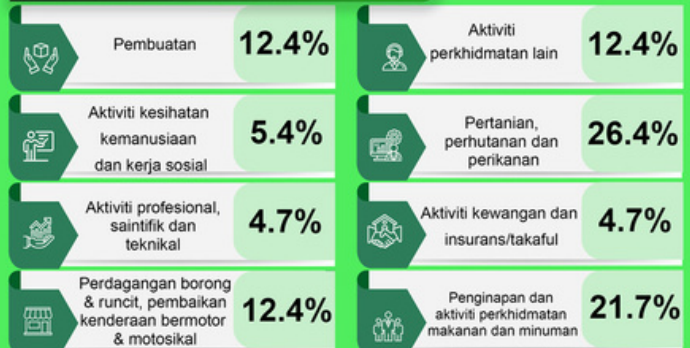 Pembuatan
12.4%
Aktiviti
perkhidmatan lain
12.4%
Aktiviti kesihatan
kemanusiaan
dan kerja sosial
5.4%
Pertanian,
perhutanan dan
perikanan
26.4%
Aktiviti profesional,
saintifik dan
teknikal
4.7%
Aktiviti kewangan dan
insurans/takaful
4.7%
Perdagangan borong
& runcit, pembaikan
kenderaan bermotor
& motosikal
12.4%
Penginapan dan
aktiviti perkhidmatan
makanan dan minuman
21.7%